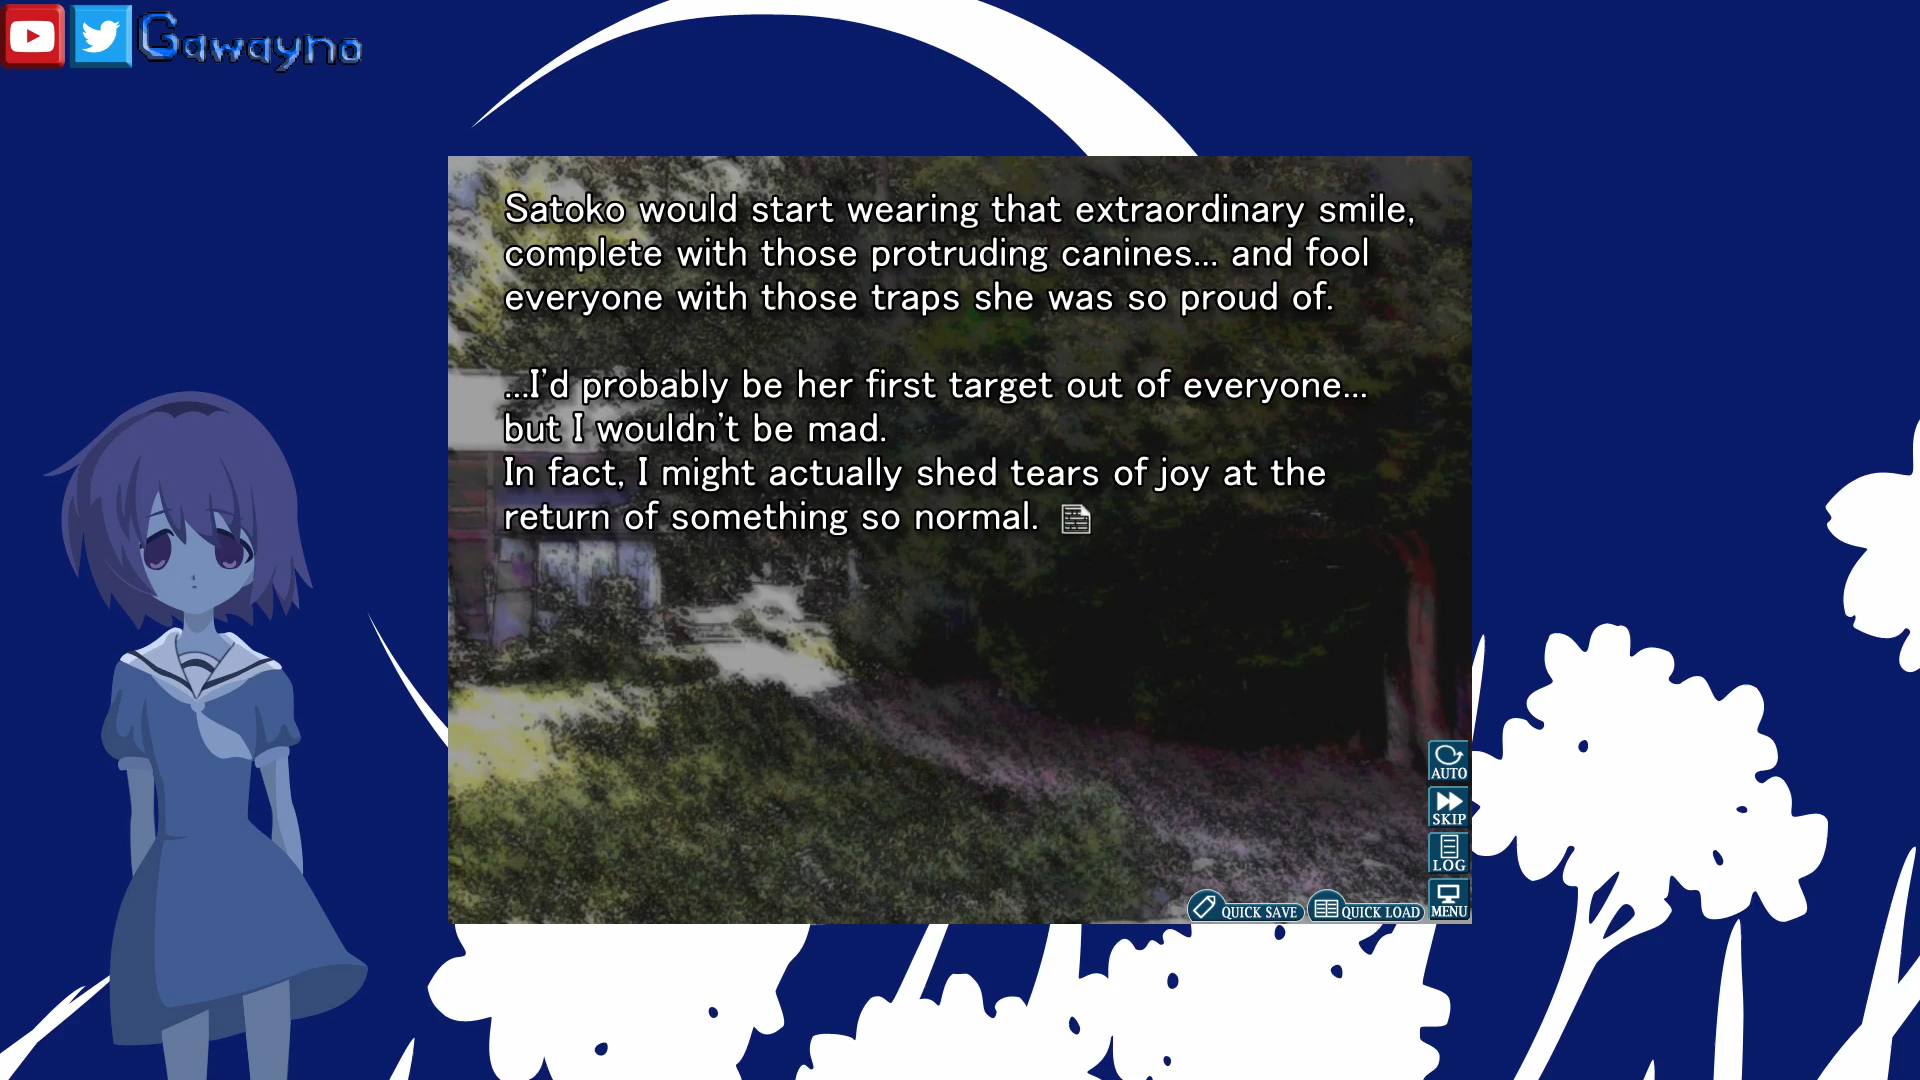 Gawayno
Satoko would start wearing that extraordinary smile,
complete with those protruding canines... and fool
everyone with those traps she was so proud of.
...I'd probably be her first target out of everyone...
but I wouldn't be mad.
In fact, I might actually shed tears of joy at the
return of something so normal.
AUTO
SKIP
LOG
MENU
QUICK SAVE
QUICK LOAD